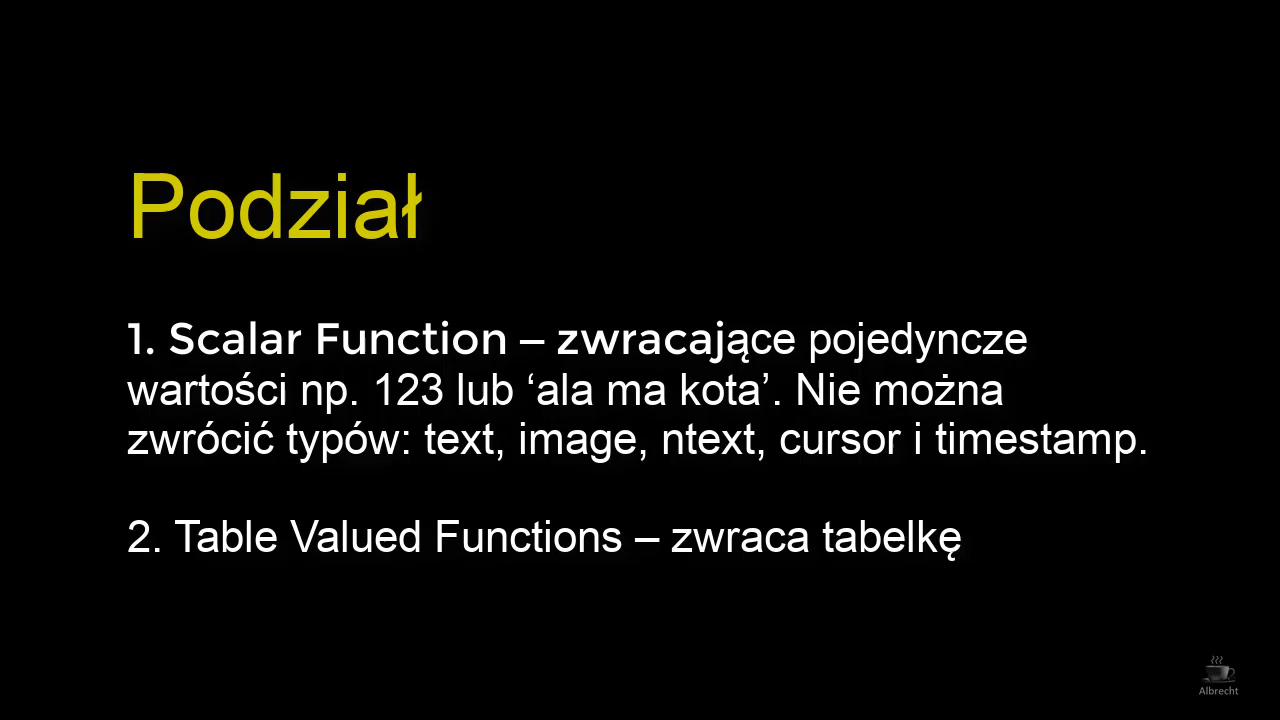 Podział
1. Scalar Function – zwracające pojedyncze
wartości np. 123 lub ‘ala ma kota’. Nie można
zwrócić typów: text, image, ntext, cursor i timestamp.
2. Table Valued Functions – zwraca tabelkę
Albrecht